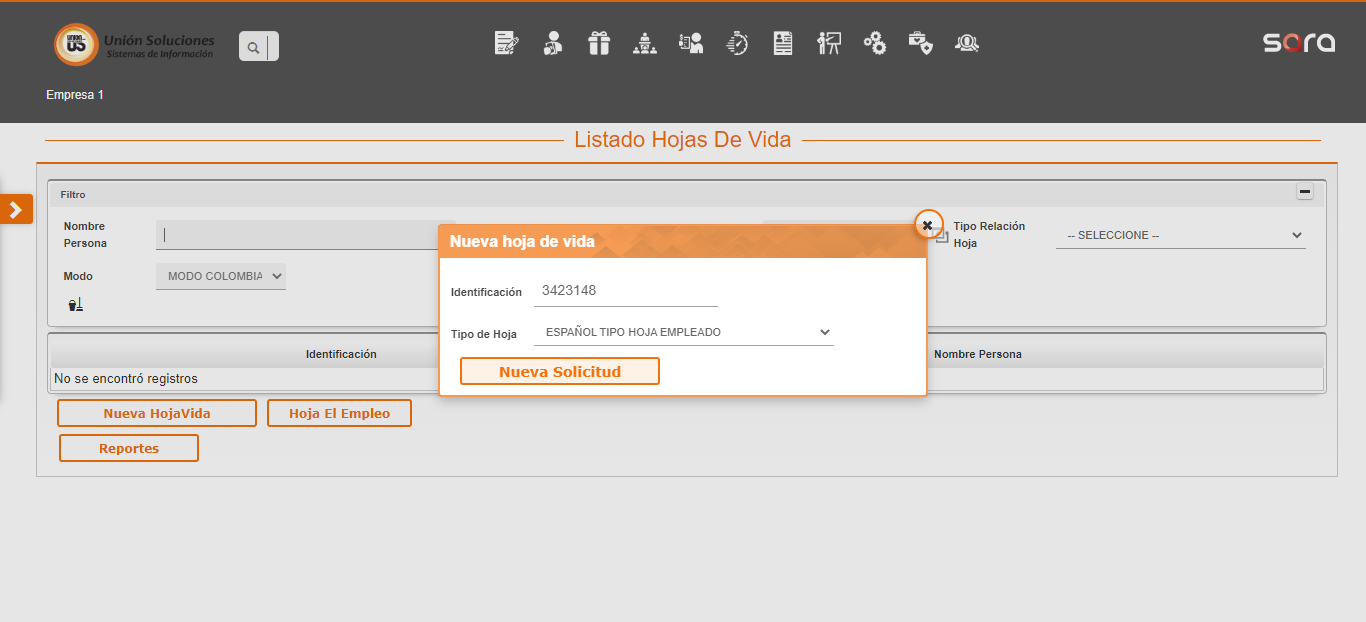 UNION
US
Unión Soluciones
Sistemas de Información
sara
Empresa 1
Listado Hojas De Vida
Filtro
Nombre
Persona
Tipo Relación
Hoja
-- SELECCIONE --
Modo
MODO COLOMBIA
Nueva hoja de vida
Identificación
3423148
Tipo de Hoja
ESPAÑOL TIPO HOJA EMPLEADO
Nueva Solicitud
Identificación
Nombre Persona
No se encontró registros
Nueva HojaVida
Hoja El Empleo
Reportes